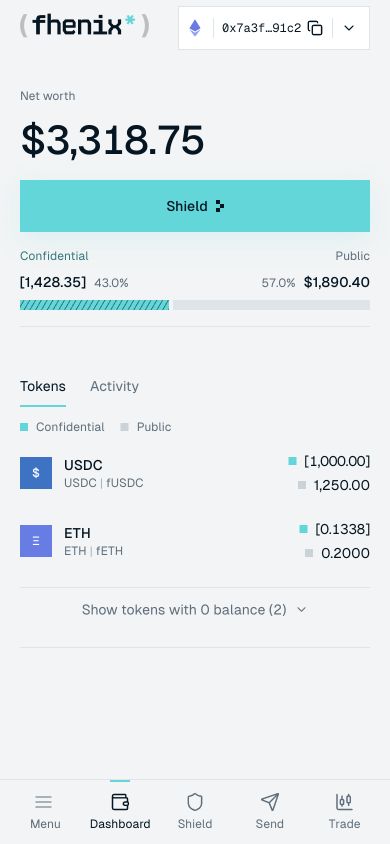 (fhenix*)
0x7a3f…91c2
Net worth
$3,318.75
Shield
Confidential Public
[1,428.35] 43.0% 57.0% $1,890.40
Tokens Activity
Confidential Public
$ USDC [1,000.00]
USDC | fUSDC 1,250.00
Ξ ETH [0.1338]
ETH | fETH 0.2000
Show tokens with 0 balance (2)
Menu Dashboard Shield Send Trade